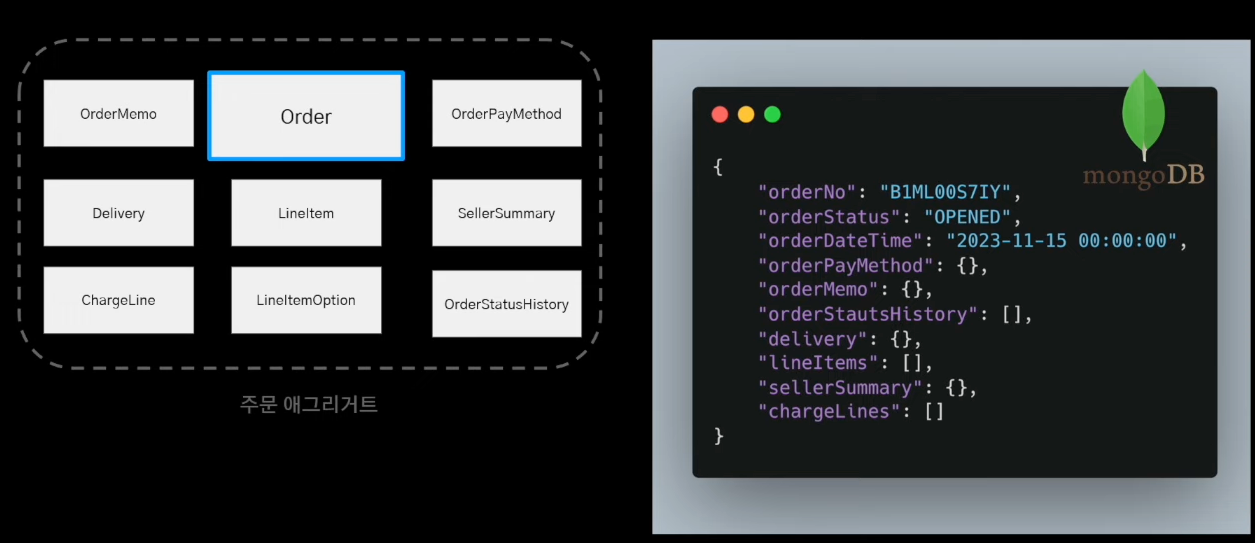 OrderMemo
Order
OrderPayMethod
Delivery
LineItem
SellerSummary
ChargeLine
LineItemOption
OrderStatusHistory
주문 애그리거트
mongoDB
{
"orderNo": "B1ML00S7IY",
"orderStatus": "OPENED",
"orderDateTime": "2023-11-15 00:00:00",
"orderPayMethod": {},
"orderMemo": {},
"orderStautsHistory": [],
"delivery": {},
"lineItems": [],
"sellerSummary": {},
"chargeLines": []
}